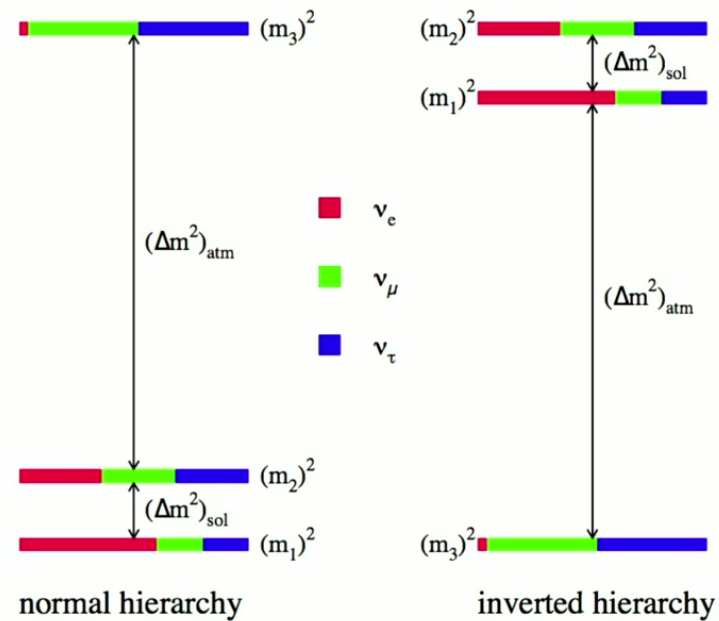 (m₃)² (m₂)²
(Δm²)sol
(m₁)²
νe
(Δm²)atm
νμ
(Δm²)atm
ντ
(m₂)²
(Δm²)sol
(m₁)² (m₃)²
normal hierarchy inverted hierarchy